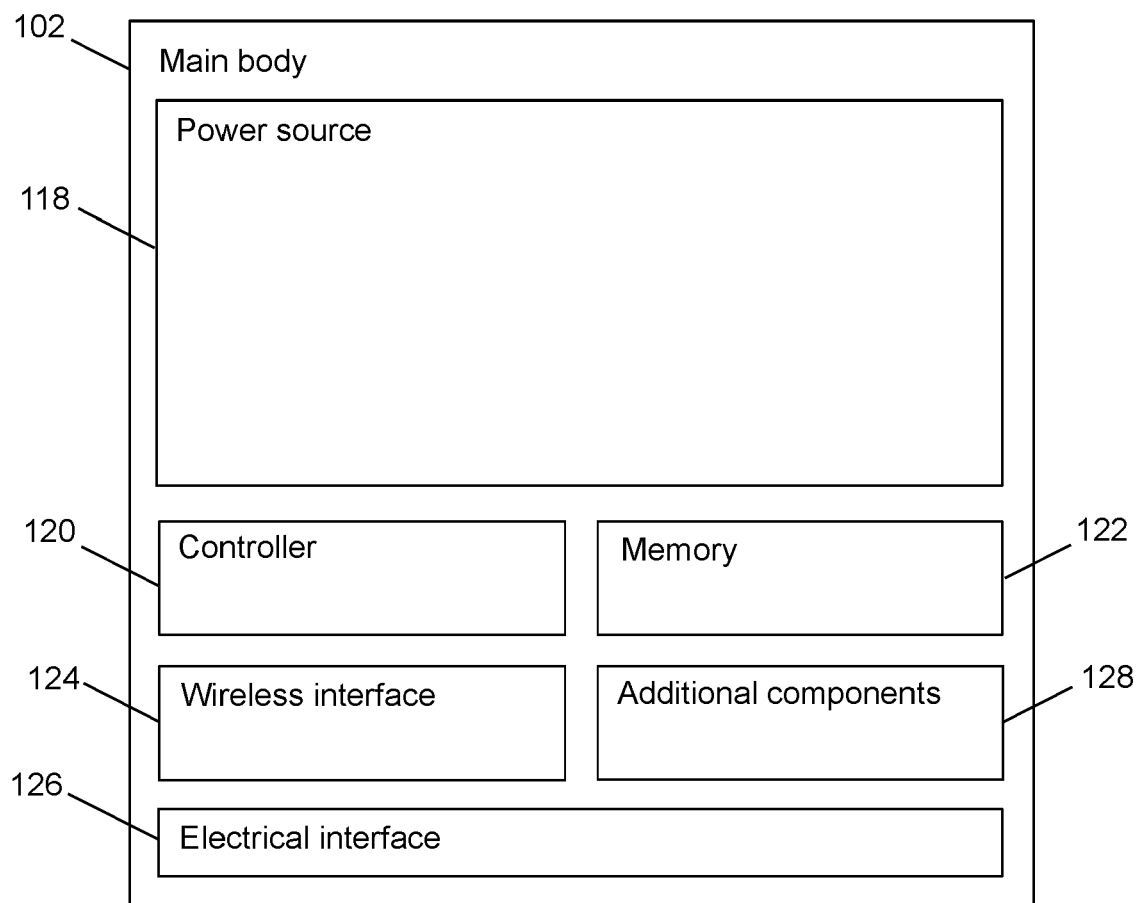 102
Main body
Power source
118
120
Controller
Memory
122
124
Wireless interface
Additional components
128
126
Electrical interface